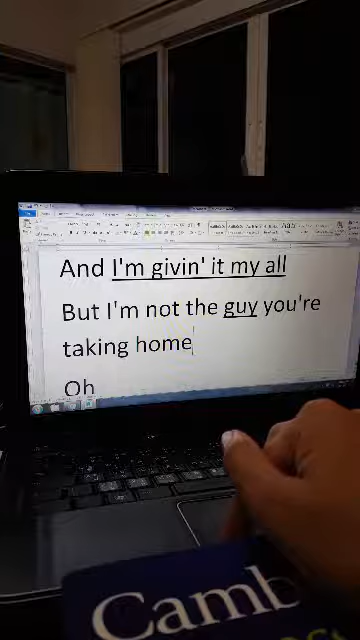 And I'm givin' it my all
But I'm not the guy you're
taking home
Oh
Camb